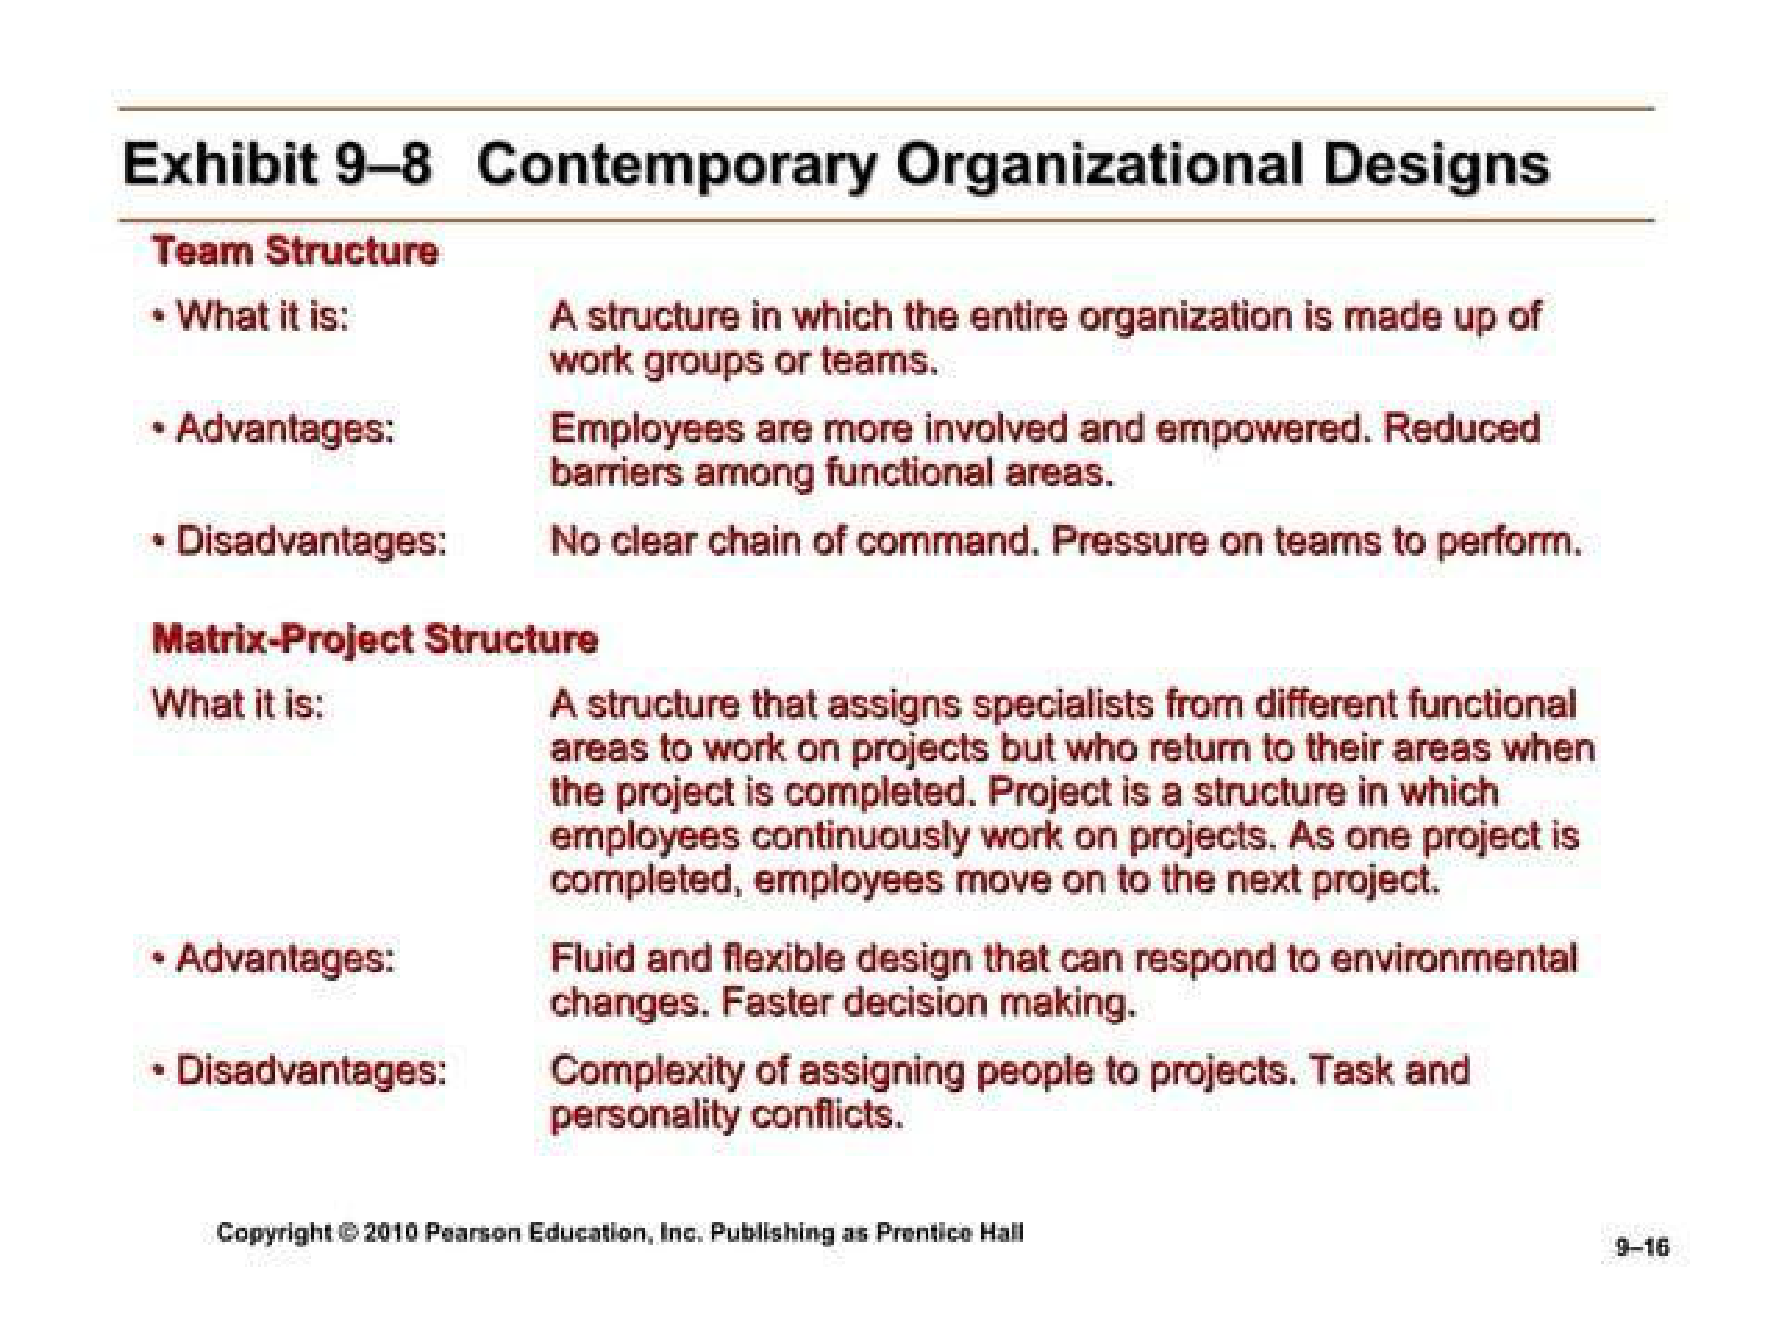 Exhibit 9–8 Contemporary Organizational Designs
Team Structure
• What it is: A structure in which the entire organization is made up of
work groups or teams.
• Advantages: Employees are more involved and empowered. Reduced
barriers among functional areas.
• Disadvantages: No clear chain of command. Pressure on teams to perform.
Matrix-Project Structure
What it is: A structure that assigns specialists from different functional
areas to work on projects but who return to their areas when
the project is completed. Project is a structure in which
employees continuously work on projects. As one project is
completed, employees move on to the next project.
• Advantages: Fluid and flexible design that can respond to environmental
changes. Faster decision making.
• Disadvantages: Complexity of assigning people to projects. Task and
personality conflicts.
Copyright © 2010 Pearson Education, Inc. Publishing as Prentice Hall
9–16